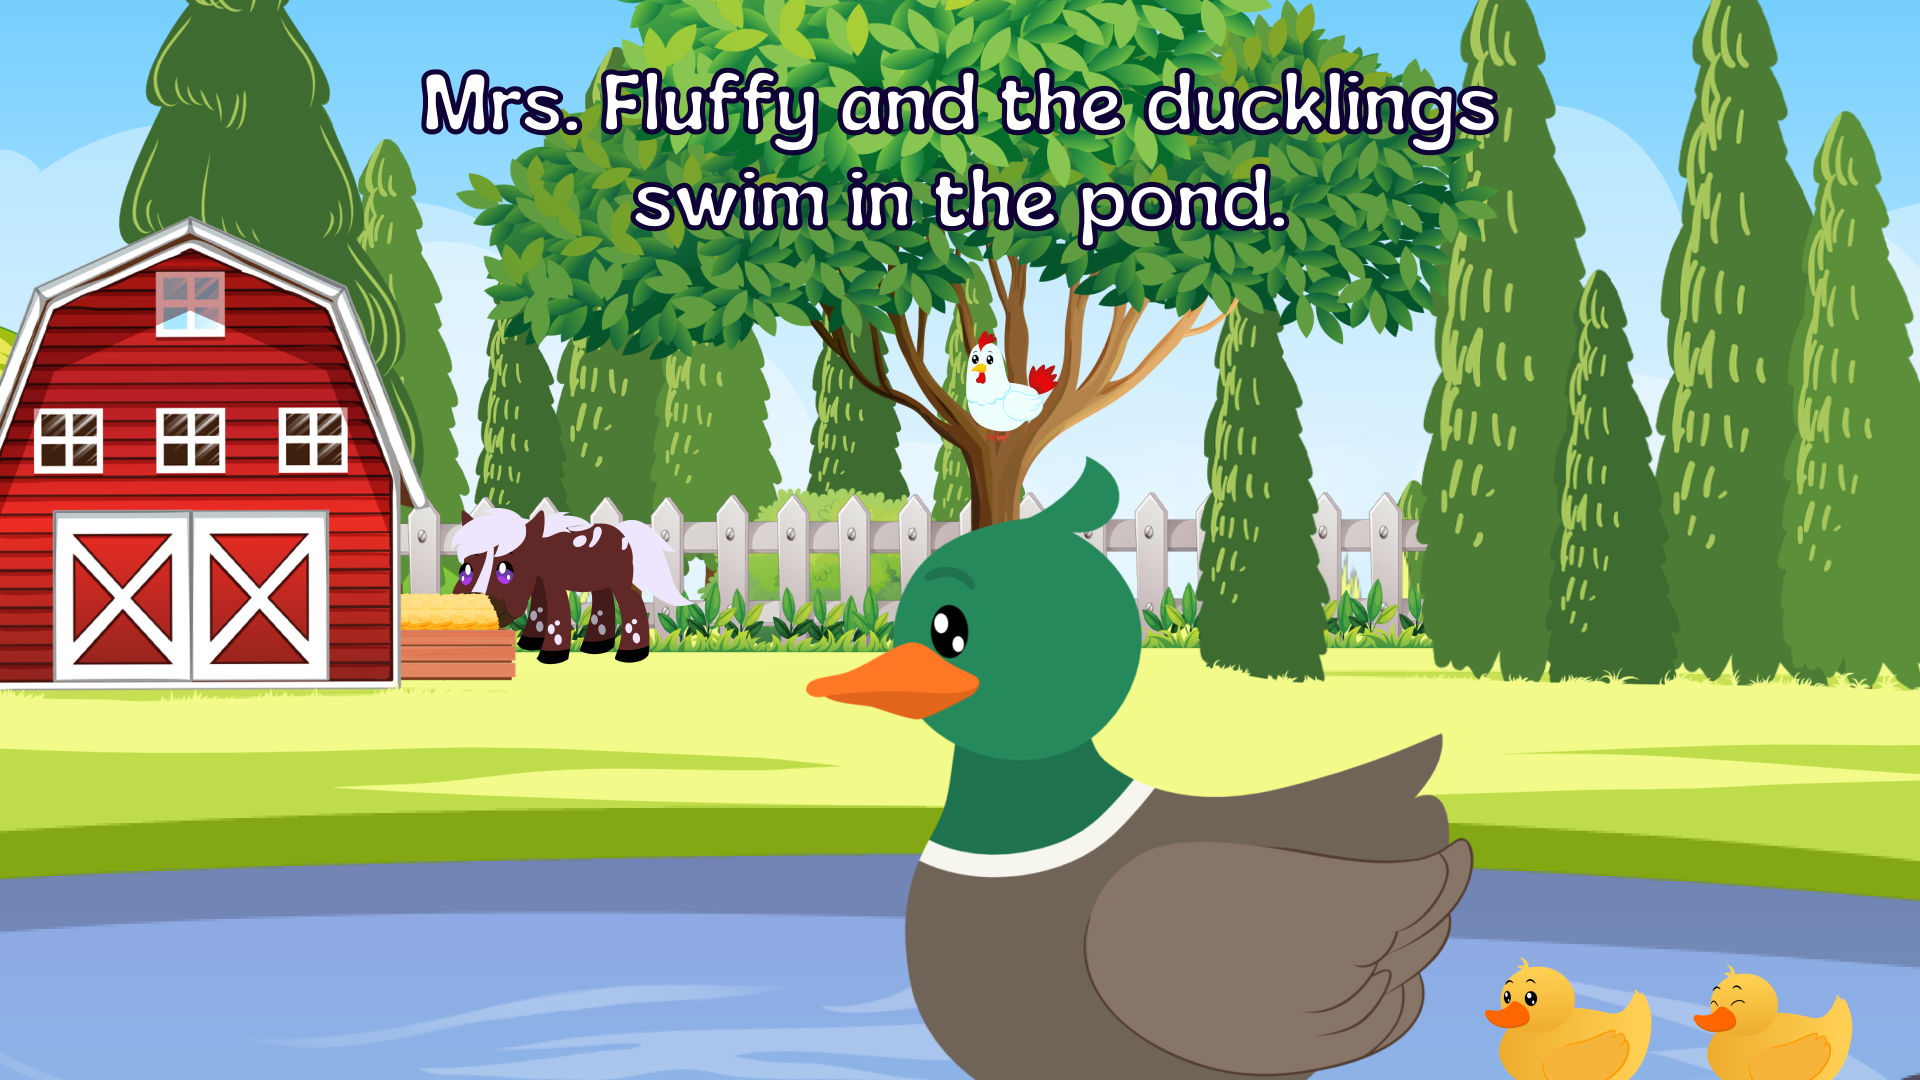 Mrs. Fluffy and the ducklings
swim in the pond.